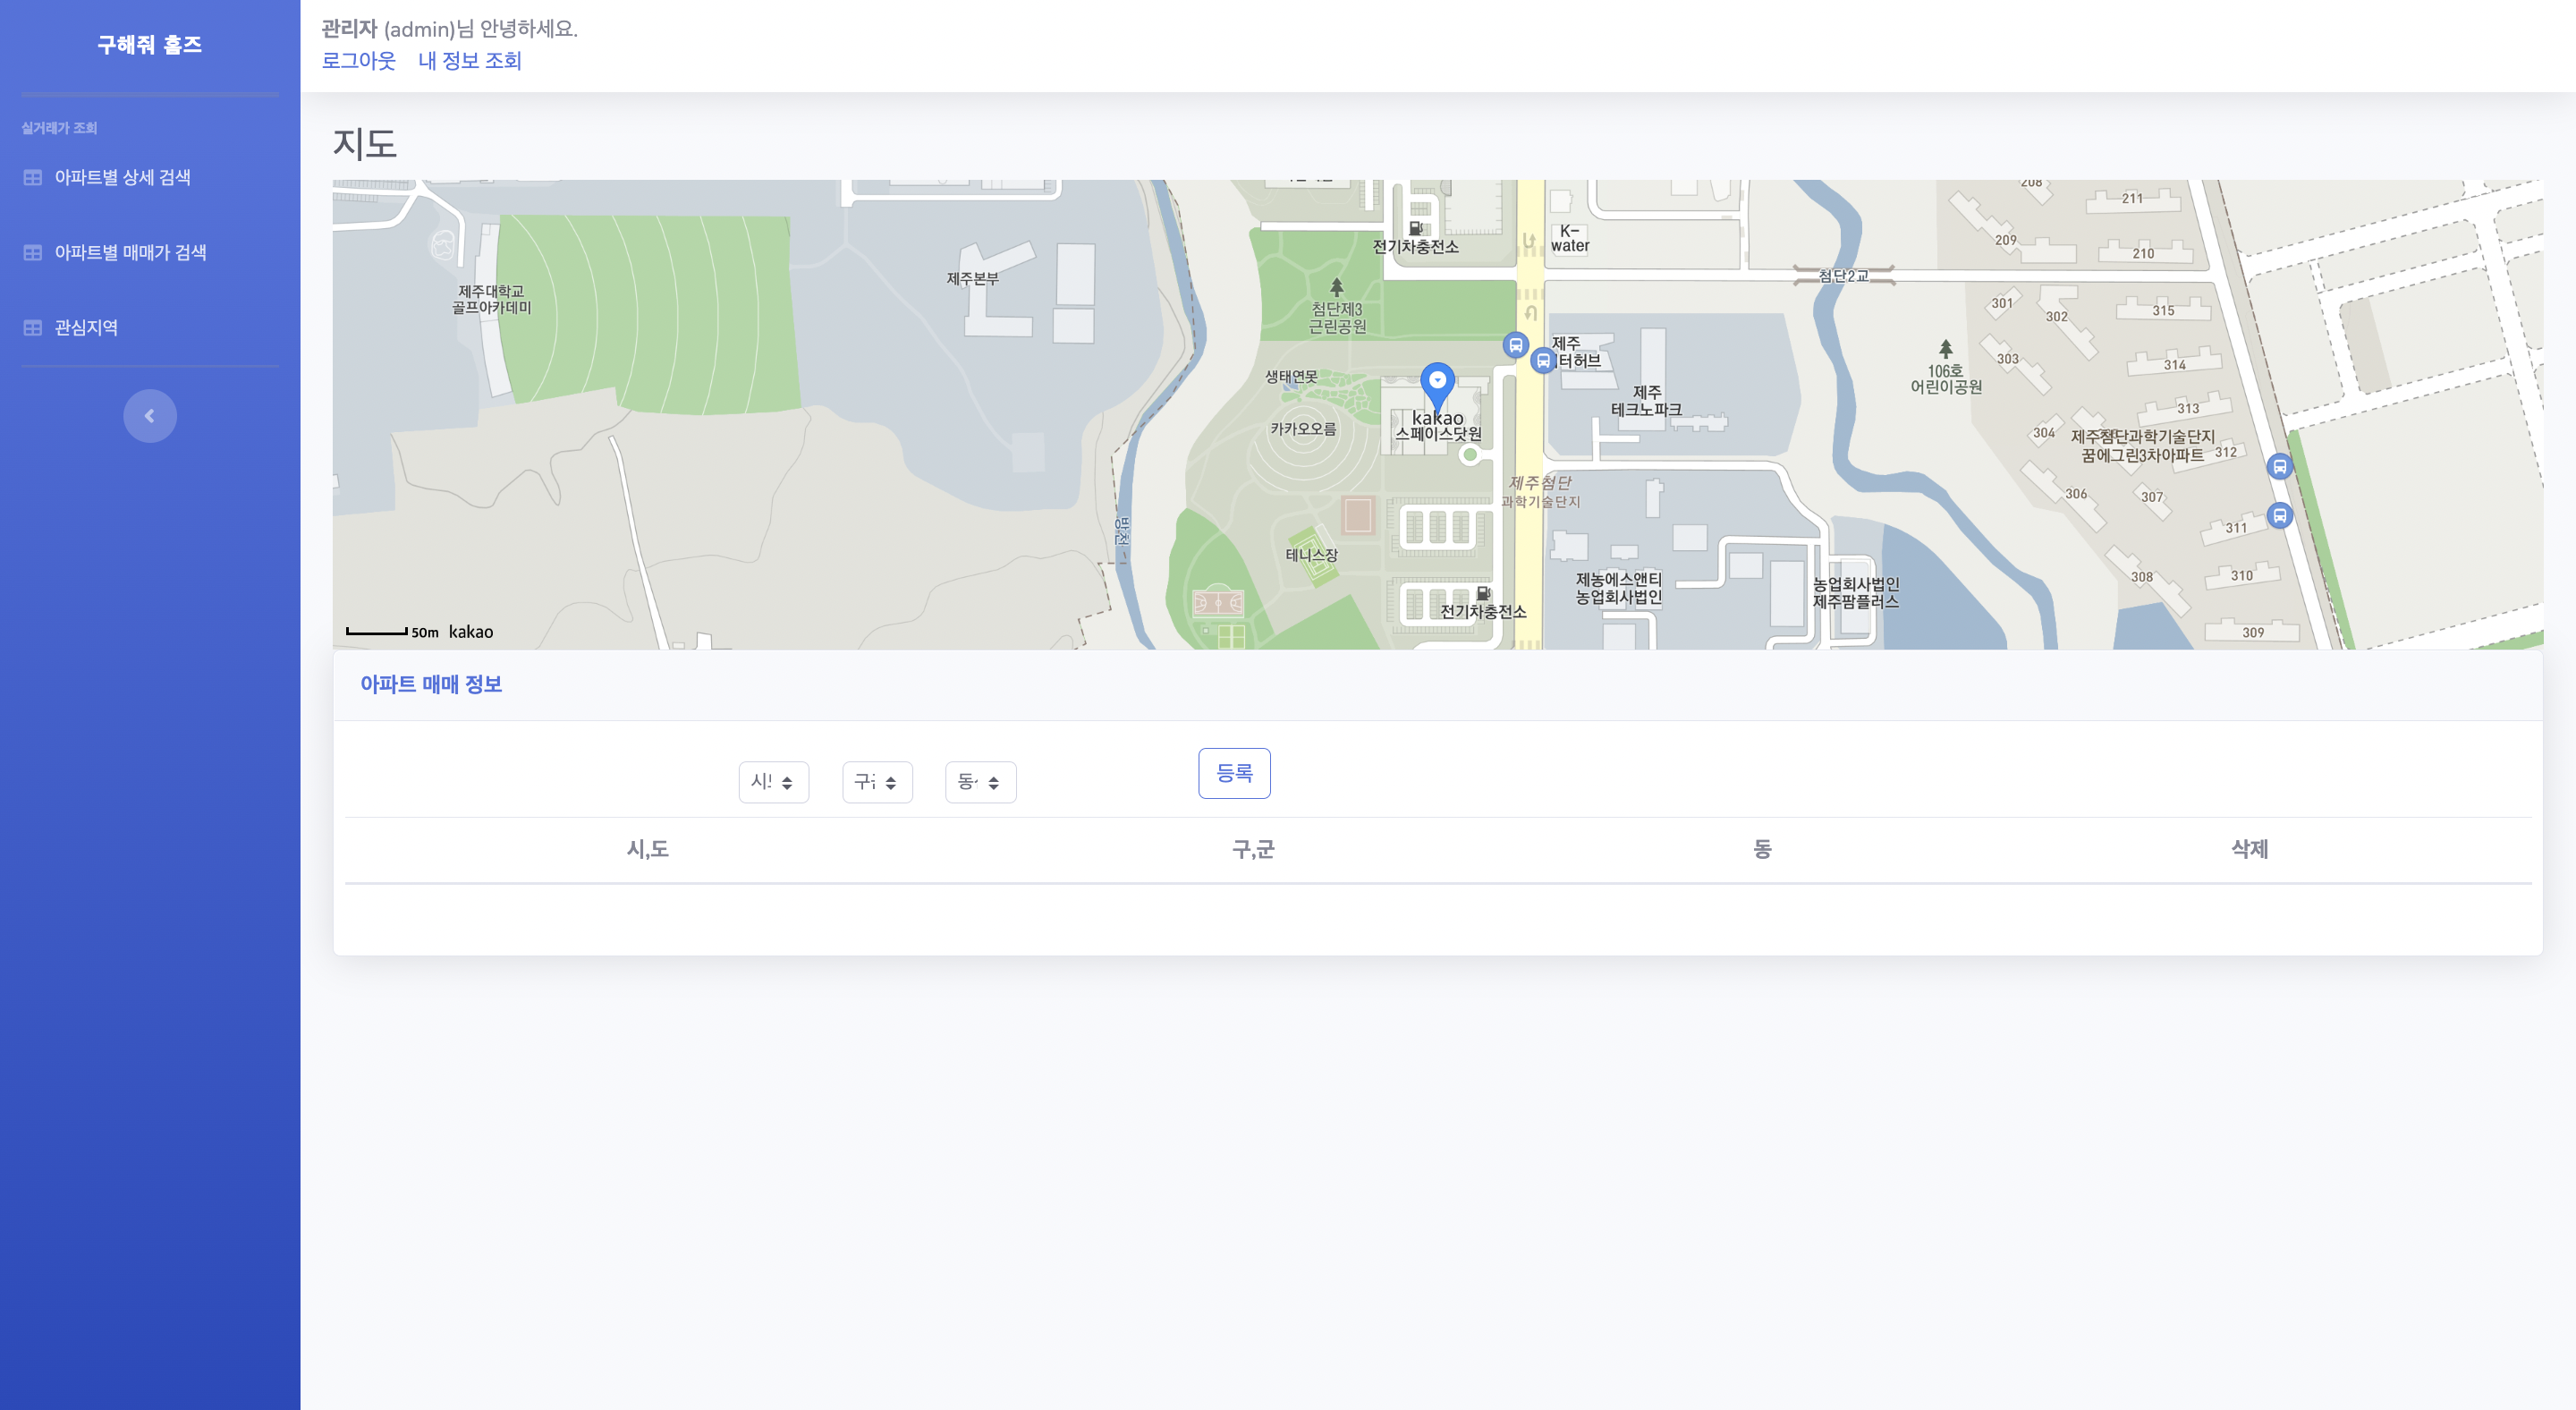 구해줘 홈즈
실거래가 조회
아파트별 상세 검색
아파트별 매매가 검색
관심지역
관리자 (admin)님 안녕하세요.
로그아웃 내 정보 조회
지도
208
211
209
210
K-
water
전기차충전소
첨단2교
제주본부
제주대학교
골프아카데미
첨단제3
근린공원
301
302
315
303
314
제주
터허브
106호
어린이공원
생태연못
제주
테크노파크
313
kakao
스페이스닷원
카카오오름
304
제주첨단과학기술단지
꿈에그린3차아파트
312
제주첨단
과학기술단지
306
307
311
방천
테니스장
제농에스앤티
농업회사법인
농업회사법인
제주팜플러스
308
310
전기차충전소
309
50m kakao
아파트 매매 정보
등록
시,도 구,군 동 삭제